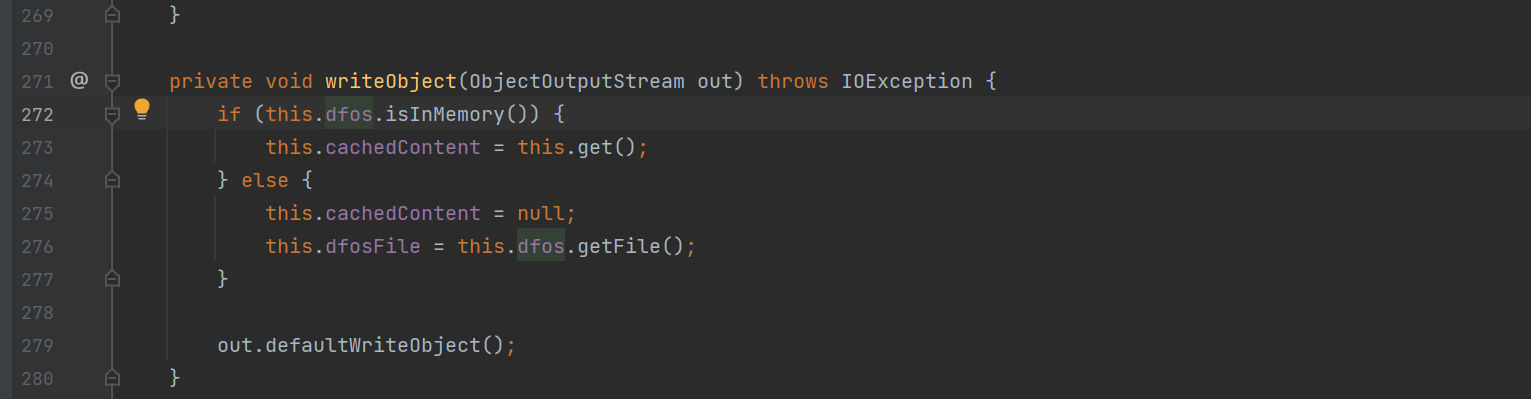 269 }
270
271 @ private void writeObject(ObjectOutputStream out) throws IOException {
272 if (this.dfos.isInMemory()) {
273 this.cachedContent = this.get();
274 } else {
275 this.cachedContent = null;
276 this.dfosFile = this.dfos.getFile();
277 }
278
279 out.defaultWriteObject();
280 }